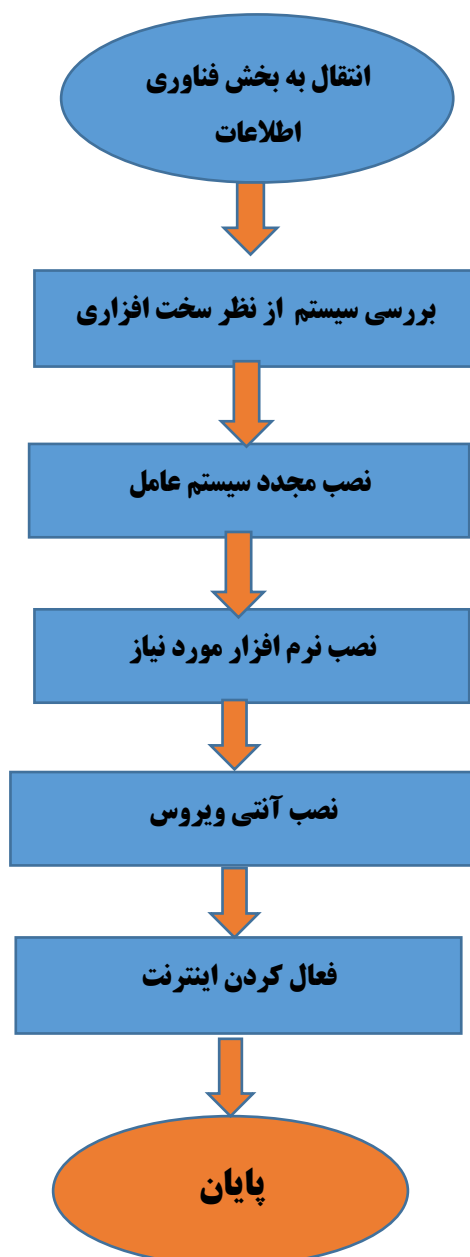 انتقال به بخش فناوری
اطلاعات
بررسی سیستم از نظر سخت افزاری
نصب مجدد سیستم عامل
نصب نرم افزار مورد نیاز
نصب آنتی ویروس
فعال کردن اینترنت
پایان